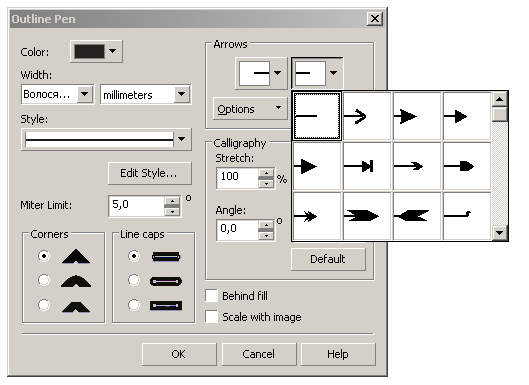 Outline Pen
Color:
Arrows
Width:
Волося... millimeters
Options
Style:
Calligraphy
Stretch:
100 %
Edit Style...
Miter Limit: 5,0 º
Angle:
0,0 º
Corners Line caps
Default
Behind fill
Scale with image
OK Cancel Help